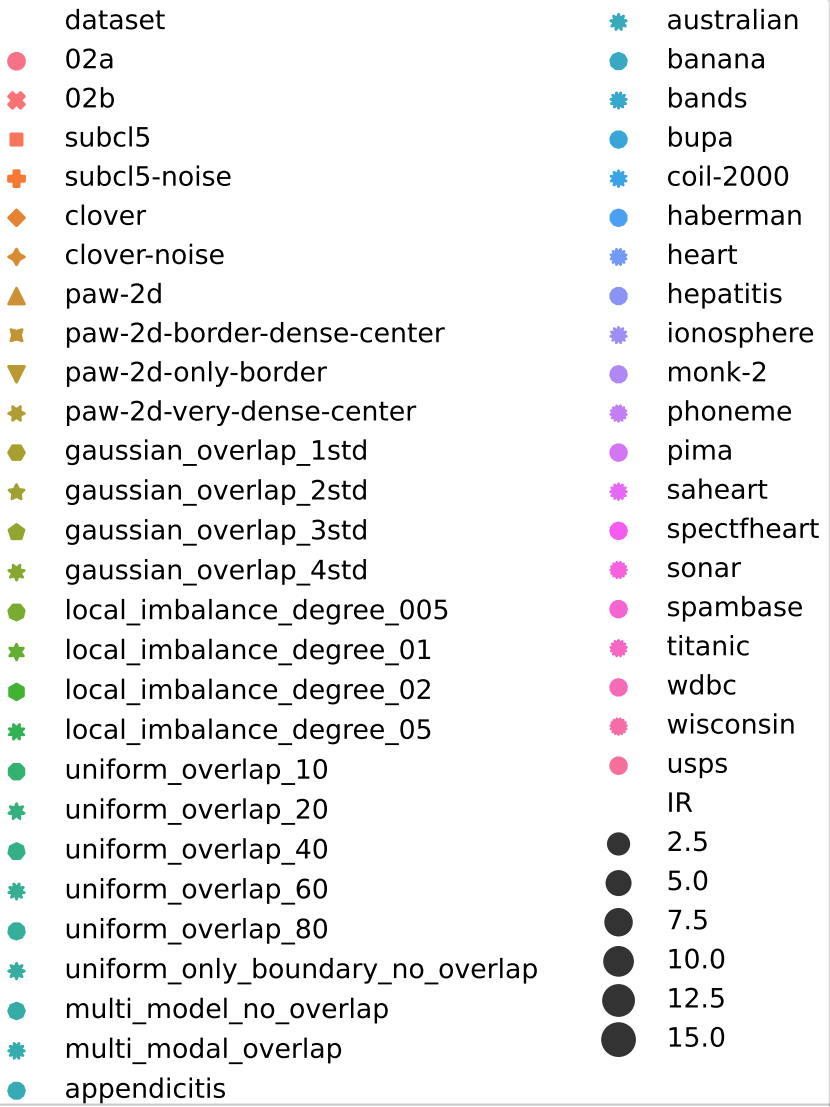 dataset
02a
02b
subcl5
subcl5-noise
clover
clover-noise
paw-2d
paw-2d-border-dense-center
paw-2d-only-border
paw-2d-very-dense-center
gaussian_overlap_1std
gaussian_overlap_2std
gaussian_overlap_3std
gaussian_overlap_4std
local_imbalance_degree_005
local_imbalance_degree_01
local_imbalance_degree_02
local_imbalance_degree_05
uniform_overlap_10
uniform_overlap_20
uniform_overlap_40
uniform_overlap_60
uniform_overlap_80
uniform_only_boundary_no_overlap
multi_model_no_overlap
multi_modal_overlap
appendicitis
australian
banana
bands
bupa
coil-2000
haberman
heart
hepatitis
ionosphere
monk-2
phoneme
pima
saheart
spectfheart
sonar
spambase
titanic
wdbc
wisconsin
usps
IR
2.5
5.0
7.5
10.0
12.5
15.0